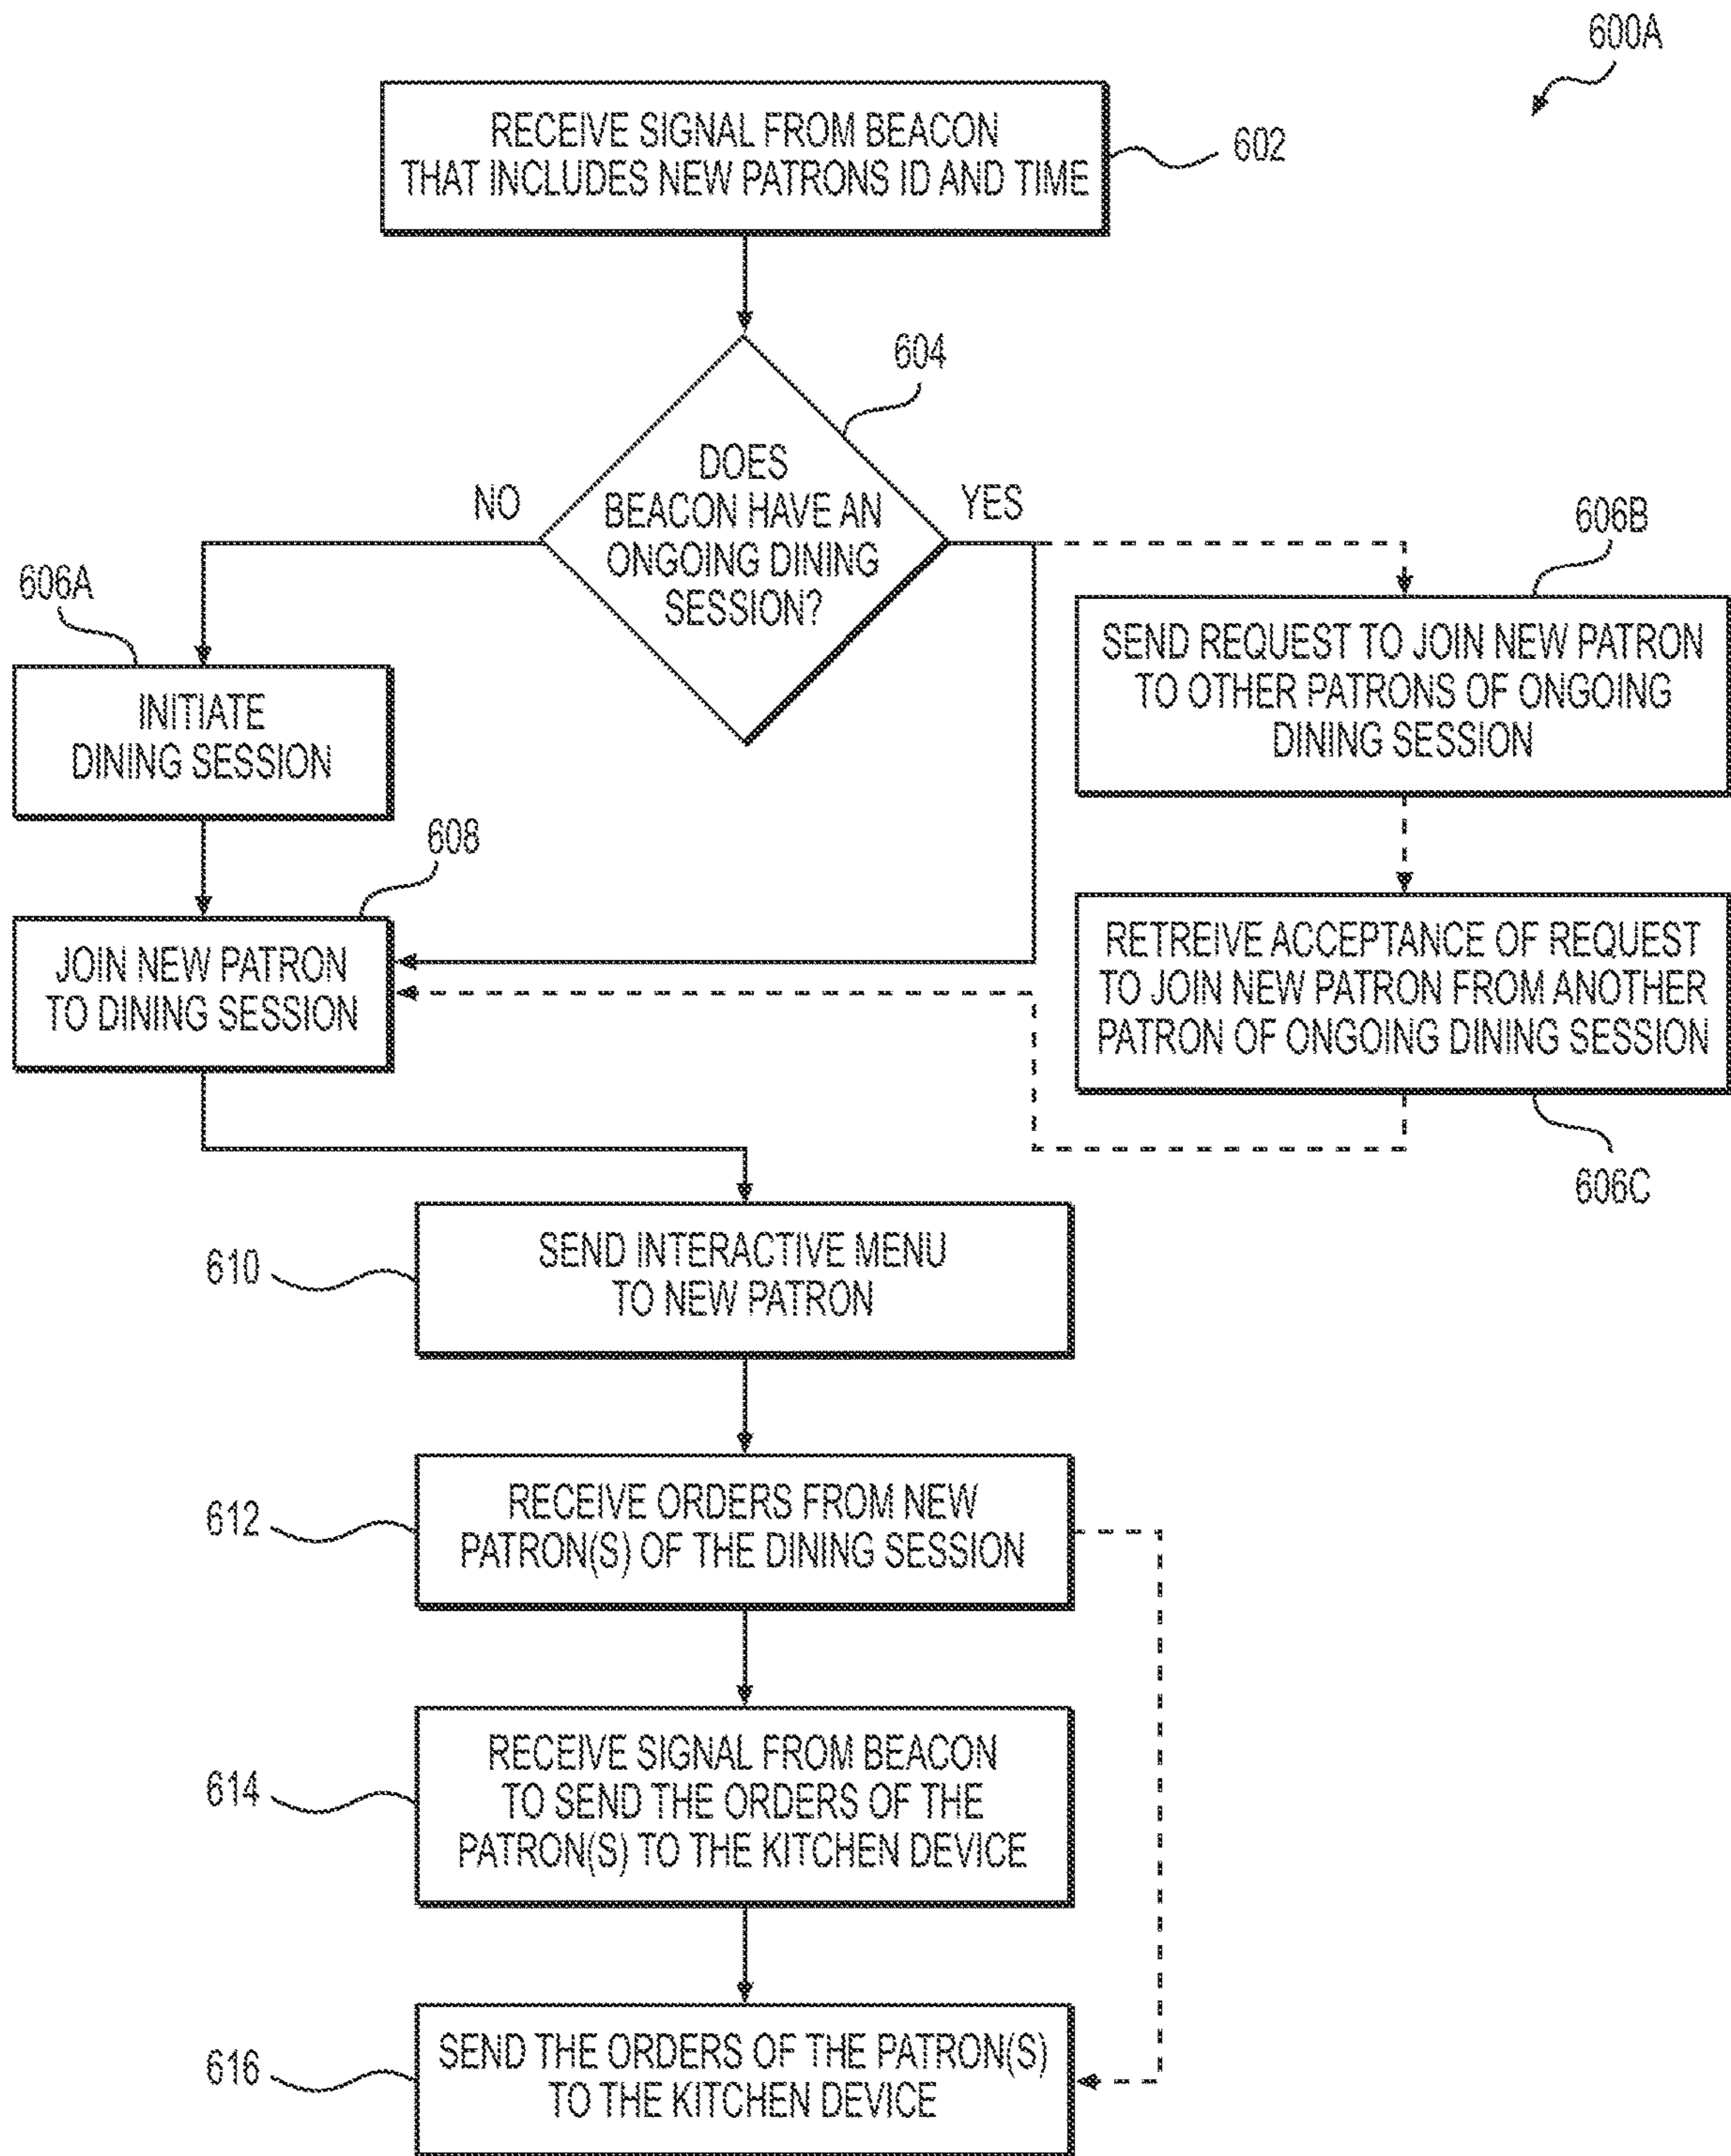 600A
RECEIVE SIGNAL FROM BEACON
THAT INCLUDES NEW PATRONS ID AND TIME
602
604
DOES
BEACON HAVE AN
ONGOING DINING
SESSION?
NO
YES
606A
INITIATE
DINING SESSION
606B
SEND REQUEST TO JOIN NEW PATRON
TO OTHER PATRONS OF ONGOING
DINING SESSION
608
JOIN NEW PATRON
TO DINING SESSION
RETREIVE ACCEPTANCE OF REQUEST
TO JOIN NEW PATRON FROM ANOTHER
PATRON OF ONGOING DINING SESSION
606C
610
SEND INTERACTIVE MENU
TO NEW PATRON
612
RECEIVE ORDERS FROM NEW
PATRON(S) OF THE DINING SESSION
614
RECEIVE SIGNAL FROM BEACON
TO SEND THE ORDERS OF THE
PATRON(S) TO THE KITCHEN DEVICE
616
SEND THE ORDERS OF THE PATRON(S)
TO THE KITCHEN DEVICE